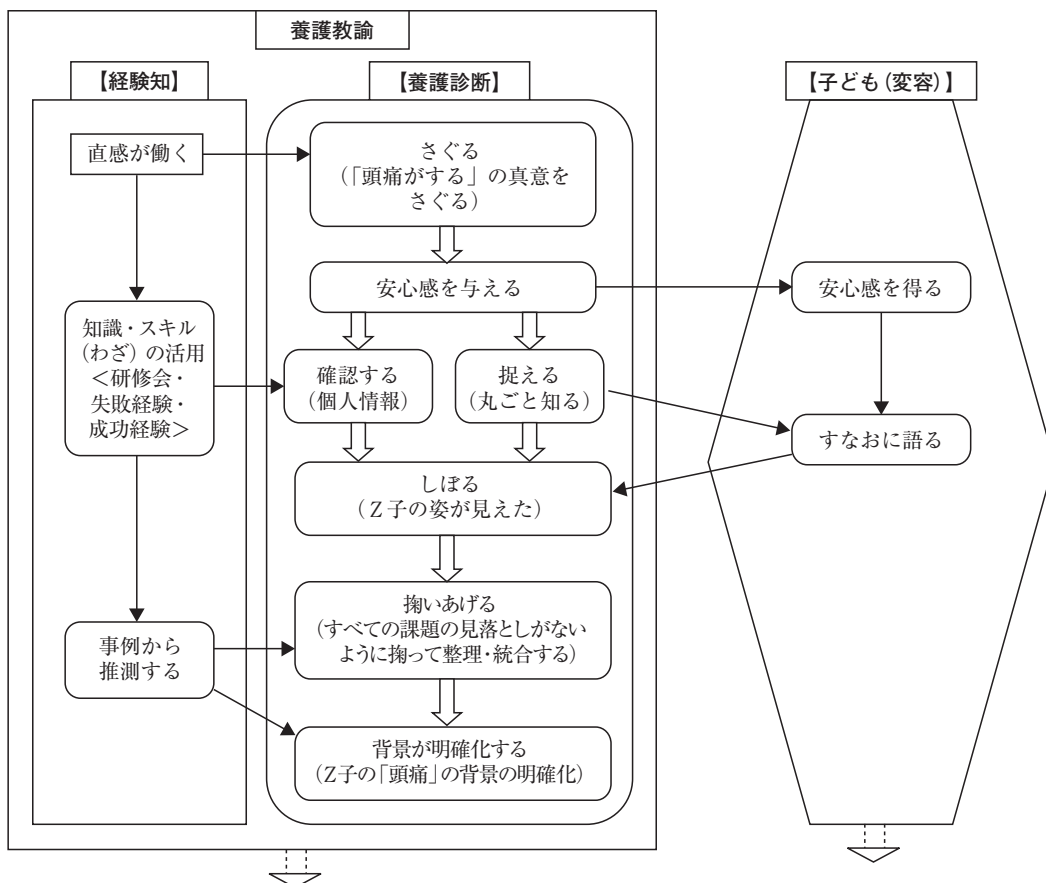 養護教諭
【経験知】
【養護診断】
【子ども（変容）】
直感が働く
さぐる
（「頭痛がする」の真意を
さぐる）
安心感を与える
安心感を得る
知識・スキル
（わざ）の活用
＜研修会・
失敗経験・
成功経験＞
確認する
（個人情報）
捉える
（丸ごと知る）
すなおに語る
しぼる
（Ｚ子の姿が見えた）
掬いあげる
（すべての課題の見落としがない
ように掬って整理・統合する）
事例から
推測する
背景が明確化する
（Z子の「頭痛」の背景の明確化）